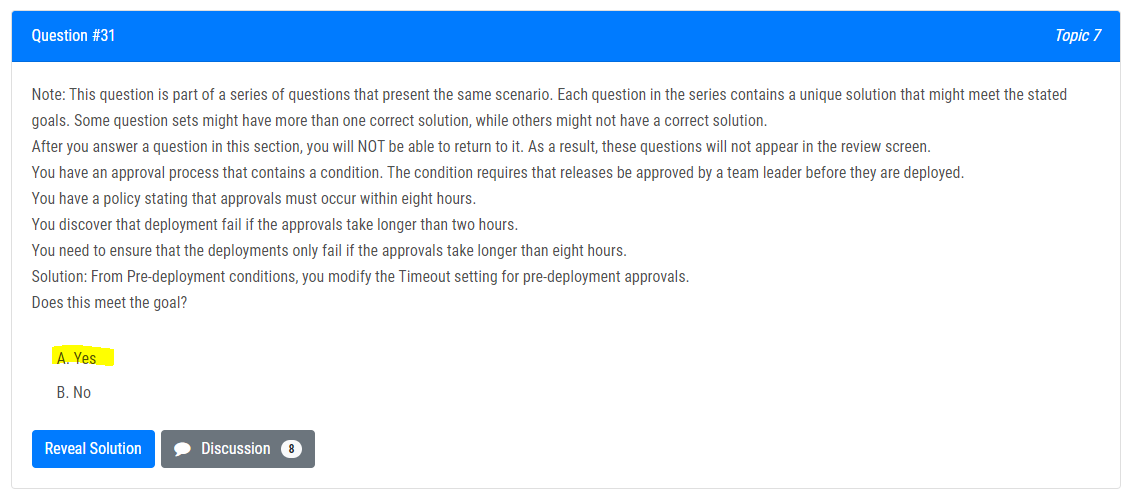 Question #31
Topic 7
Note: This question is part of a series of questions that present the same scenario. Each question in the series contains a unique solution that might meet the stated
goals. Some question sets might have more than one correct solution, while others might not have a correct solution.
After you answer a question in this section, you will NOT be able to return to it. As a result, these questions will not appear in the review screen.
You have an approval process that contains a condition. The condition requires that releases be approved by a team leader before they are deployed.
You have a policy stating that approvals must occur within eight hours.
You discover that deployment fail if the approvals take longer than two hours.
You need to ensure that the deployments only fail if the approvals take longer than eight hours.
Solution: From Pre-deployment conditions, you modify the Timeout setting for pre-deployment approvals.
Does this meet the goal?
A. Yes
B. No
Reveal Solution
Discussion 8